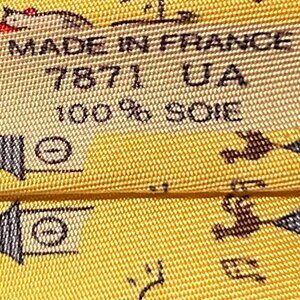 MADE IN FRANCE
7871 UA
100% SOIE